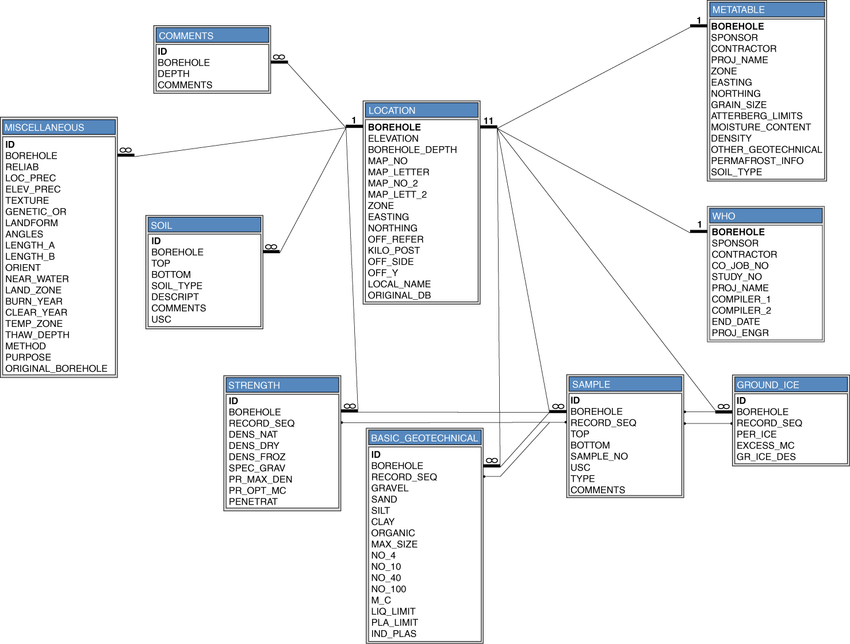 COMMENTS
ID
BOREHOLE
DEPTH
COMMENTS
∞
MISCELLANEOUS
ID
BOREHOLE
RELIAB
LOC_PREC
ELEV_PREC
TEXTURE
GENETIC_OR
LANDFORM
ANGLES
LENGTH_A
LENGTH_B
ORIENT
NEAR_WATER
LAND_ZONE
BURN_YEAR
CLEAR_YEAR
TEMP_ZONE
THAW_DEPTH
METHOD
PURPOSE
ORIGINAL_BOREHOLE
∞
SOIL
ID
BOREHOLE
TOP
BOTTOM
SOIL_TYPE
DESCRIPT
COMMENTS
USC
∞
1
LOCATION
BOREHOLE
ELEVATION
BOREHOLE_DEPTH
MAP_NO
MAP_LETTER
MAP_NO_2
MAP_LETT_2
ZONE
EASTING
NORTHING
OFF_REFER
KILO_POST
OFF_SIDE
OFF_Y
LOCAL_NAME
ORIGINAL_DB
11
1
METATABLE
BOREHOLE
SPONSOR
CONTRACTOR
PROJ_NAME
ZONE
EASTING
NORTHING
GRAIN_SIZE
ATTERBERG_LIMITS
MOISTURE_CONTENT
DENSITY
OTHER_GEOTECHNICAL
PERMAFROST_INFO
SOIL_TYPE
1
WHO
BOREHOLE
SPONSOR
CONTRACTOR
CO_JOB_NO
STUDY_NO
PROJ_NAME
COMPILER_1
COMPILER_2
END_DATE
PROJ_ENGR
STRENGTH
ID
BOREHOLE
RECORD_SEQ
DENS_NAT
DENS_DRY
DENS_FROZ
SPEC_GRAV
PR_MAX_DEN
PR_OPT_MC
PENETRAT
∞
BASIC_GEOTECHNICAL
ID
BOREHOLE
RECORD_SEQ
GRAVEL
SAND
SILT
CLAY
ORGANIC
MAX_SIZE
NO_4
NO_10
NO_40
NO_100
M_C
LIQ_LIMIT
PLA_LIMIT
IND_PLAS
∞
∞
SAMPLE
ID
BOREHOLE
RECORD_SEQ
TOP
BOTTOM
SAMPLE_NO
USC
TYPE
COMMENTS
∞
GROUND_ICE
ID
BOREHOLE
RECORD_SEQ
PER_ICE
EXCESS_MC
GR_ICE_DES